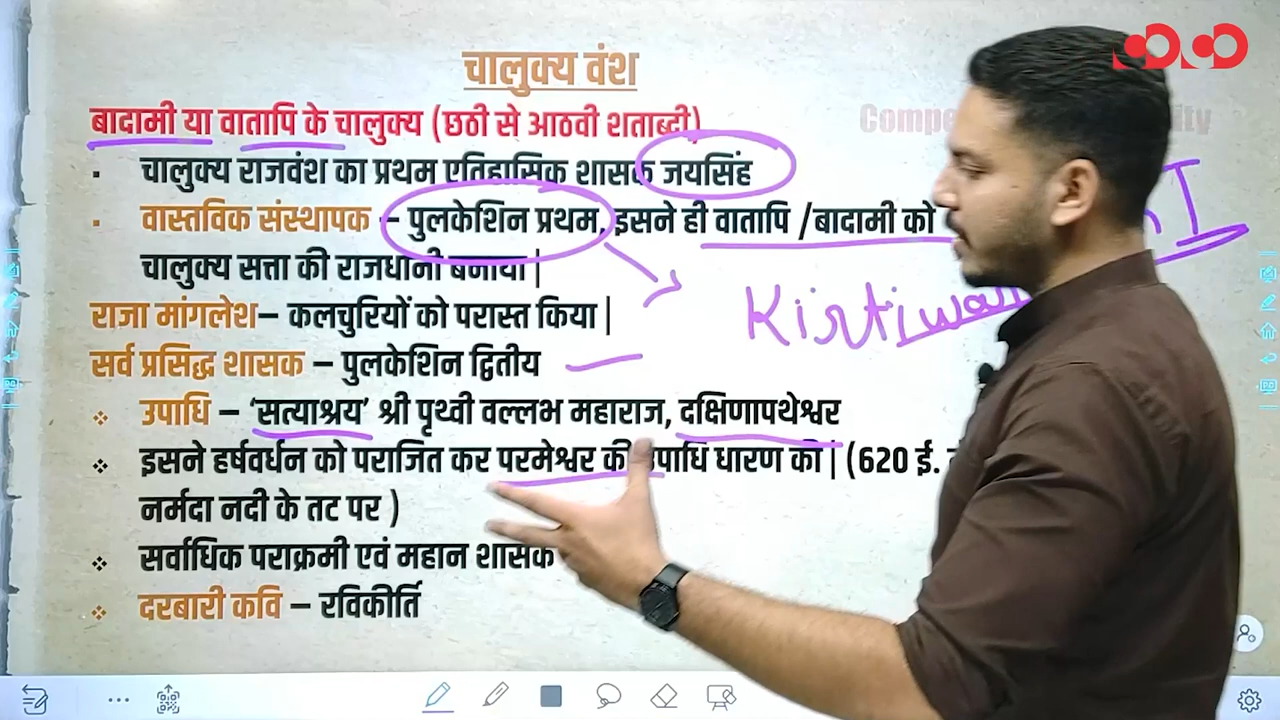 चालुक्य वंश
बादामी या वातापि के चालुक्य (छठी से आठवी शताब्दी)
चालुक्य राजवंश का प्रथम एतिहासिक शासक जयसिंह
वास्तविक संस्थापक – पुलकेशिन प्रथम, इसने ही वातापि /बादामी को
चालुक्य सत्ता की राजधानी बनाया |
राजा मांगलेश– कलचुरियों को परास्त किया |
सर्व प्रसिद्ध शासक – पुलकेशिन द्वितीय
उपाधि – ‘सत्याश्रय’ श्री पृथ्वी वल्लभ महाराज, दक्षिणापथेश्वर
इसने हर्षवर्धन को पराजित कर परमेश्वर की उपाधि धारण की | (620 ई.
नर्मदा नदी के तट पर )
सर्वाधिक पराक्रमी एवं महान शासक
दरबारी कवि – रविकीर्ति